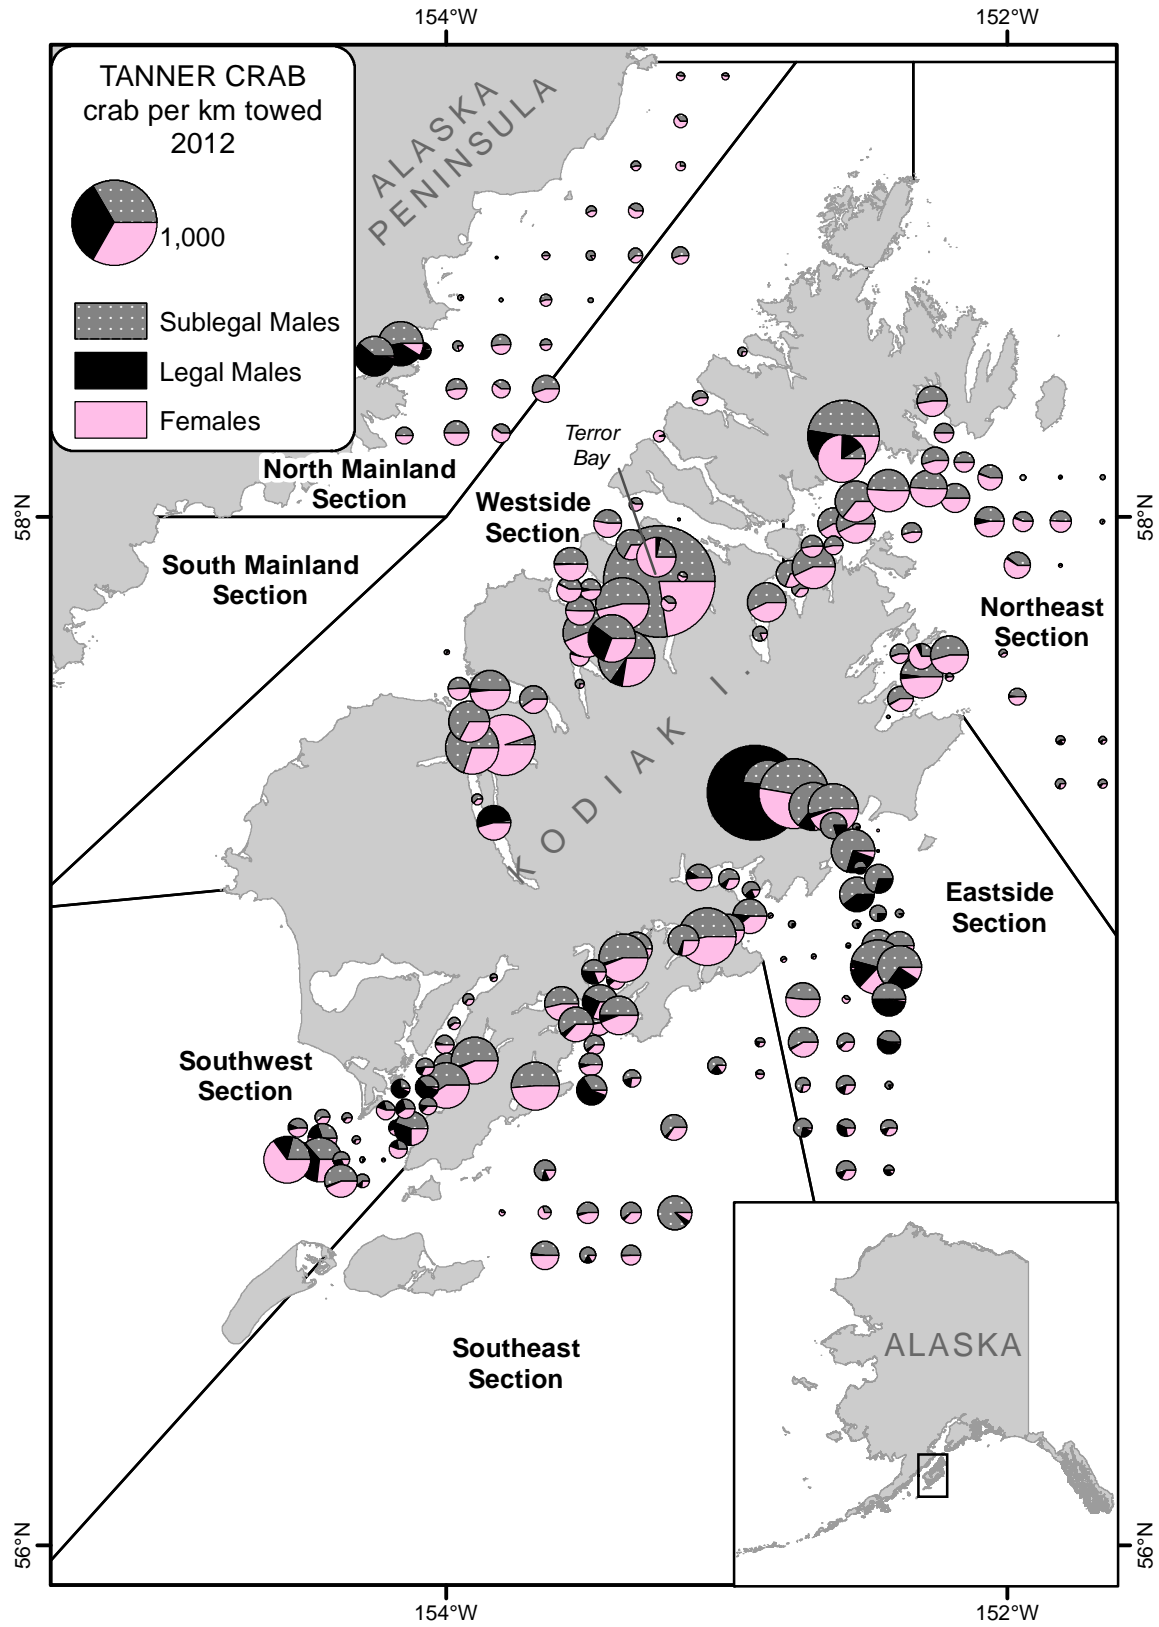 154°W
152°W
TANNER CRAB
crab per km towed
2012
1,000
Sublegal Males
Legal Males
Females
ALASKA
PENINSULA
Terror
Bay
North Mainland
Section
Westside
Section
58°N
58°N
South Mainland
Section
Northeast
Section
KODIAK I.
Eastside
Section
Southwest
Section
Southeast
Section
ALASKA
56°N
56°N
154°W
152°W